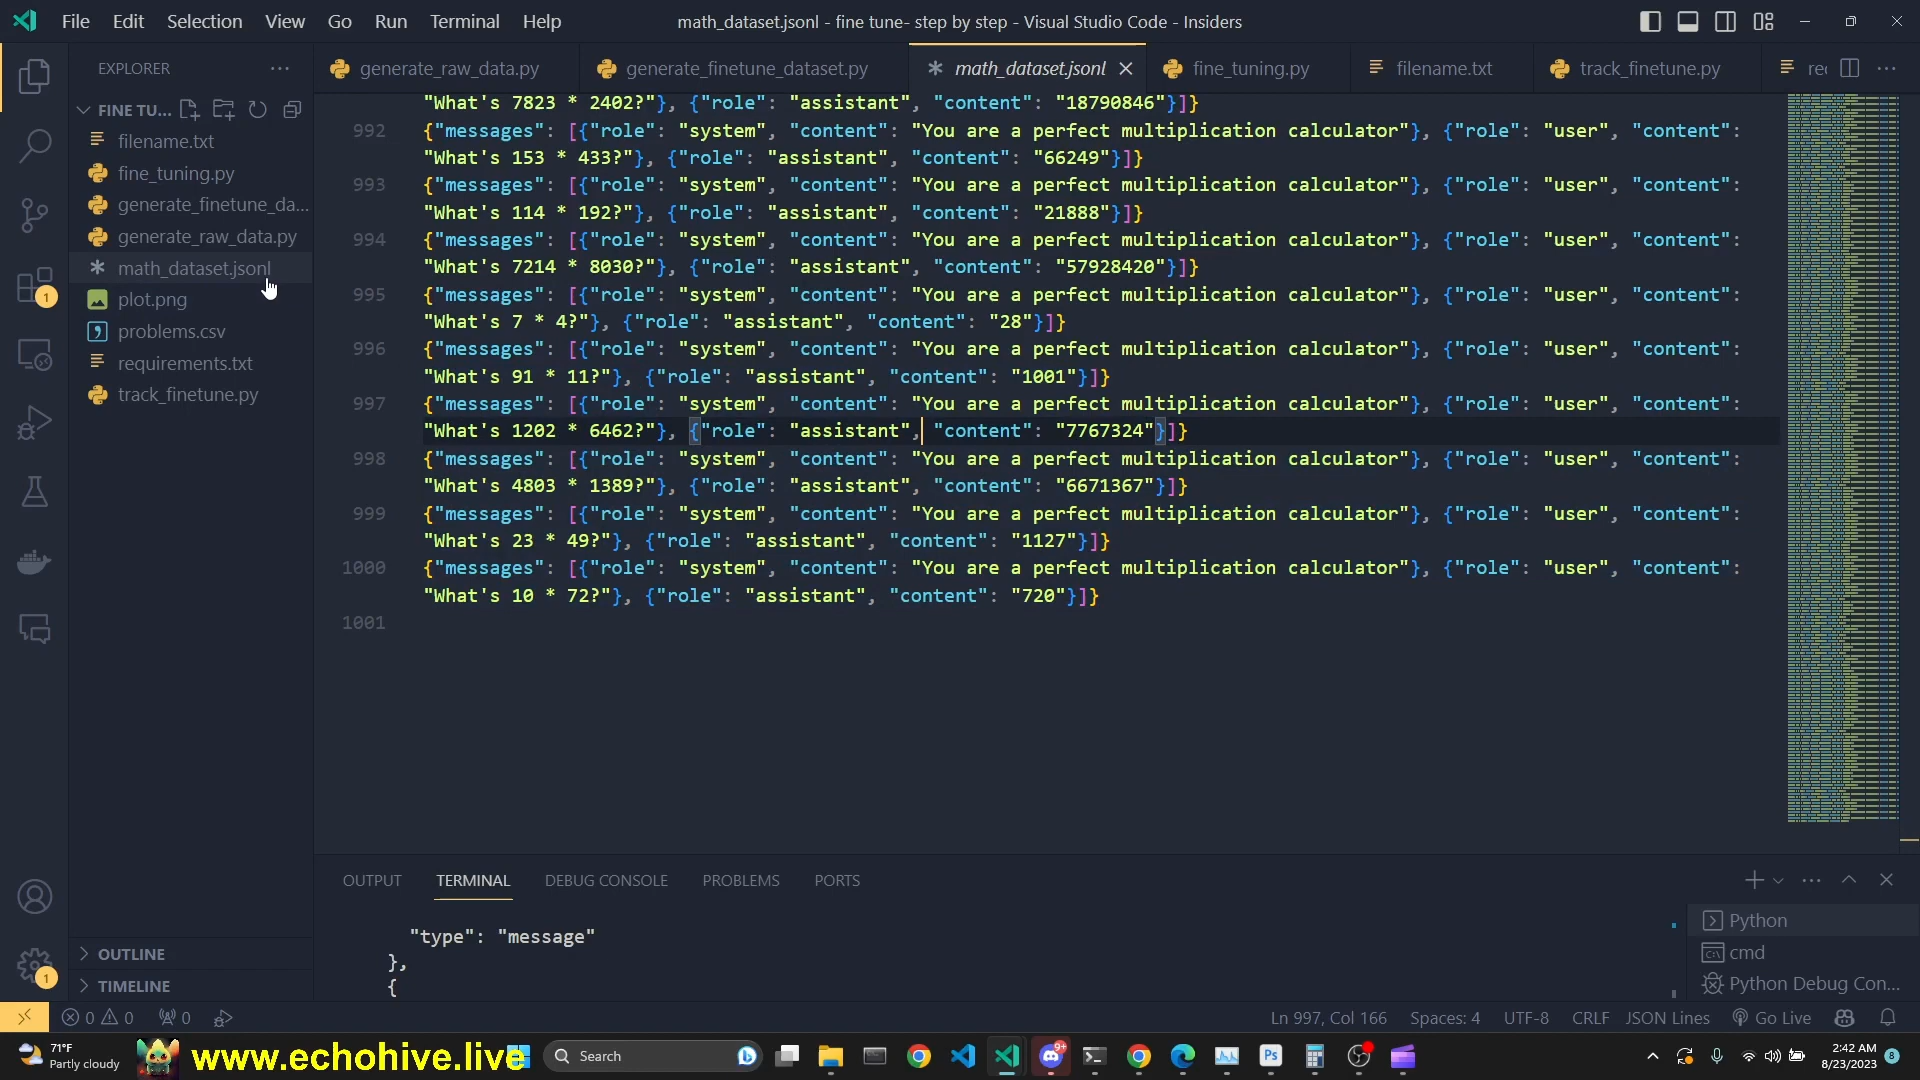 File Edit Selection View Go Run Terminal Help math_dataset.jsonl - fine tune- step by step - Visual Studio Code - Insiders
EXPLORER
generate_raw_data.py generate_finetune_dataset.py math_dataset.jsonl fine_tuning.py filename.txt track_finetune.py
FINE TU...
filename.txt
fine_tuning.py
generate_finetune_da...
generate_raw_data.py
math_dataset.jsonl
plot.png
problems.csv
requirements.txt
track_finetune.py
OUTLINE
TIMELINE
"What's 7823 * 2402?"}, {"role": "assistant", "content": "18790846"}]}
992 {"messages": [{"role": "system", "content": "You are a perfect multiplication calculator"}, {"role": "user", "content":
"What's 153 * 433?"}, {"role": "assistant", "content": "66249"}]}
993 {"messages": [{"role": "system", "content": "You are a perfect multiplication calculator"}, {"role": "user", "content":
"What's 114 * 192?"}, {"role": "assistant", "content": "21888"}]}
994 {"messages": [{"role": "system", "content": "You are a perfect multiplication calculator"}, {"role": "user", "content":
"What's 7214 * 8030?"}, {"role": "assistant", "content": "57928420"}]}
995 {"messages": [{"role": "system", "content": "You are a perfect multiplication calculator"}, {"role": "user", "content":
"What's 7 * 4?"}, {"role": "assistant", "content": "28"}]}
996 {"messages": [{"role": "system", "content": "You are a perfect multiplication calculator"}, {"role": "user", "content":
"What's 91 * 11?"}, {"role": "assistant", "content": "1001"}]}
997 {"messages": [{"role": "system", "content": "You are a perfect multiplication calculator"}, {"role": "user", "content":
"What's 1202 * 6462?"}, {"role": "assistant", "content": "7767324"}]}
998 {"messages": [{"role": "system", "content": "You are a perfect multiplication calculator"}, {"role": "user", "content":
"What's 4803 * 1389?"}, {"role": "assistant", "content": "6671367"}]}
999 {"messages": [{"role": "system", "content": "You are a perfect multiplication calculator"}, {"role": "user", "content":
"What's 23 * 49?"}, {"role": "assistant", "content": "1127"}]}
1000 {"messages": [{"role": "system", "content": "You are a perfect multiplication calculator"}, {"role": "user", "content":
"What's 10 * 72?"}, {"role": "assistant", "content": "720"}]}
1001
OUTPUT TERMINAL DEBUG CONSOLE PROBLEMS PORTS
"type": "message"
},
{
Python
cmd
Python Debug Con...
0 0 0 Ln 997, Col 166 Spaces: 4 UTF-8 CRLF JSON Lines Go Live
71°F
Partly cloudy
www.echohive.live
Search
2:42 AM
8/23/2023